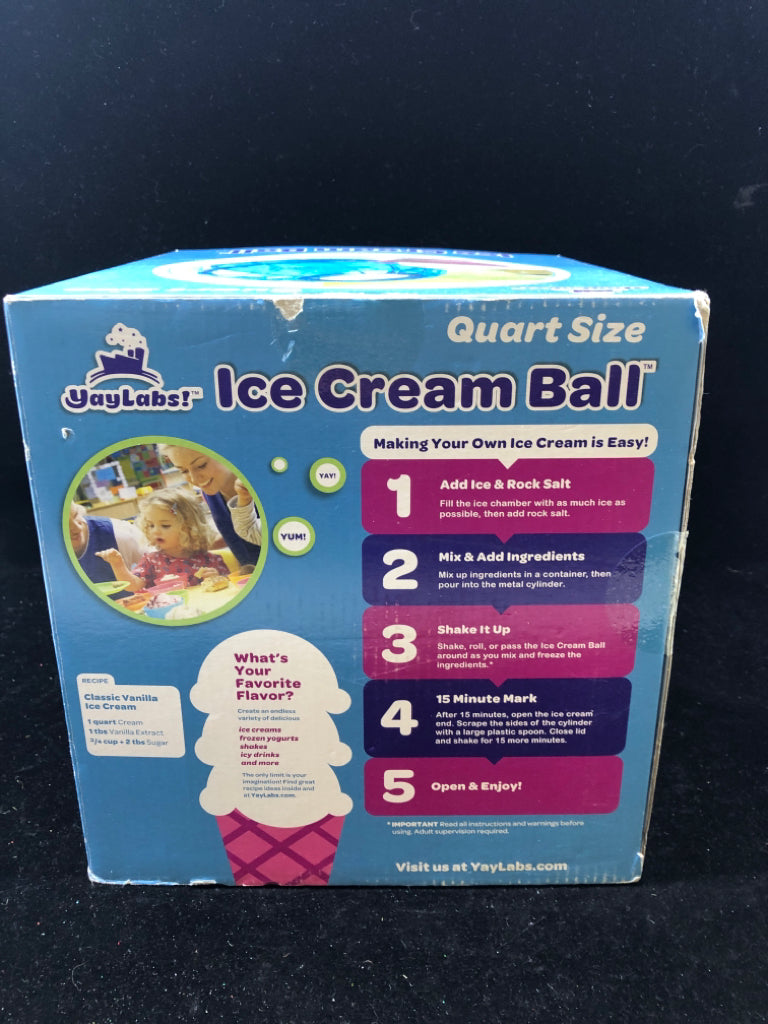 Quart Size
YayLabs!™
Ice Cream Ball™
Making Your Own Ice Cream is Easy!
YAY!
YUM!
1
Add Ice & Rock Salt
Fill the ice chamber with as much ice as
possible, then add rock salt.
2
Mix & Add Ingredients
Mix up ingredients in a container, then
pour into the metal cylinder.
3
Shake It Up
Shake, roll, or pass the Ice Cream Ball
around as you mix and freeze the
ingredients.*
4
15 Minute Mark
After 15 minutes, open the ice cream
end. Scrape the sides of the cylinder
with a large plastic spoon. Close lid
and shake for 15 more minutes.
5
Open & Enjoy!
* IMPORTANT Read all instructions and warnings before
using. Adult supervision required.
Visit us at YayLabs.com
RECIPE
Classic Vanilla
Ice Cream
1 quart Cream
1 tbs Vanilla Extract
3/4 cup + 2 tbs Sugar
What's
Your
Favorite
Flavor?
Create an endless
variety of delicious
ice creams
frozen yogurts
shakes
icy drinks
and more
The only limit is your
imagination! Find great
recipe ideas inside and
at YayLabs.com.